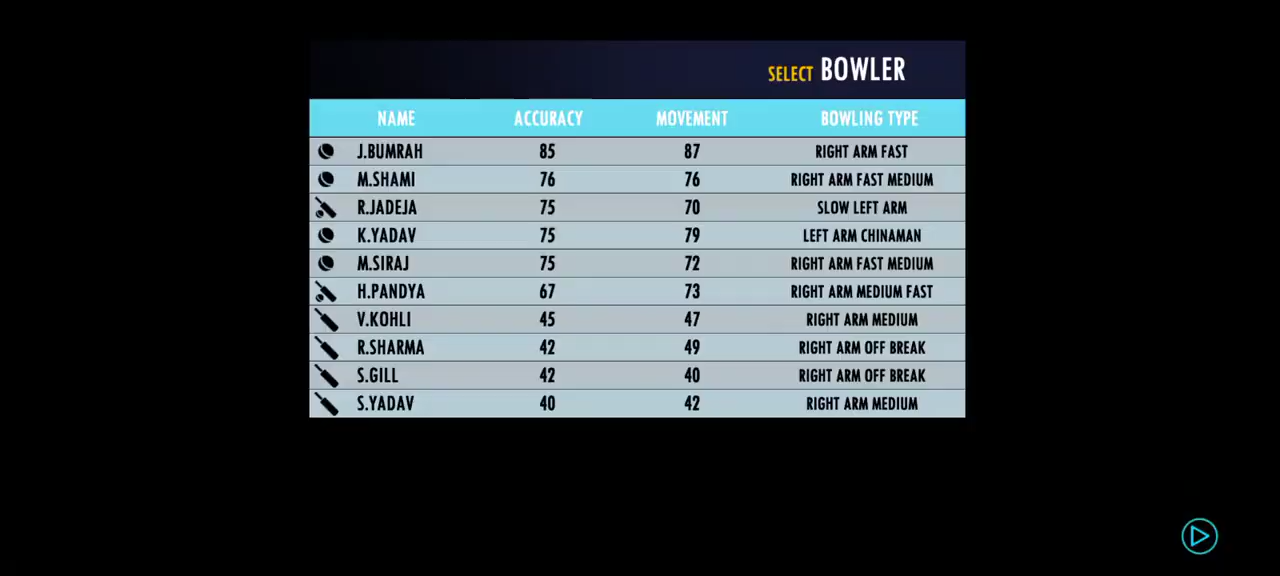 SELECT BOWLER
NAME ACCURACY MOVEMENT BOWLING TYPE
J.BUMRAH 85 87 RIGHT ARM FAST
M.SHAMI 76 76 RIGHT ARM FAST MEDIUM
R.JADEJA 75 70 SLOW LEFT ARM
K.YADAV 75 79 LEFT ARM CHINAMAN
M.SIRAJ 75 72 RIGHT ARM FAST MEDIUM
H.PANDYA 67 73 RIGHT ARM MEDIUM FAST
V.KOHLI 45 47 RIGHT ARM MEDIUM
R.SHARMA 42 49 RIGHT ARM OFF BREAK
S.GILL 42 40 RIGHT ARM OFF BREAK
S.YADAV 40 42 RIGHT ARM MEDIUM